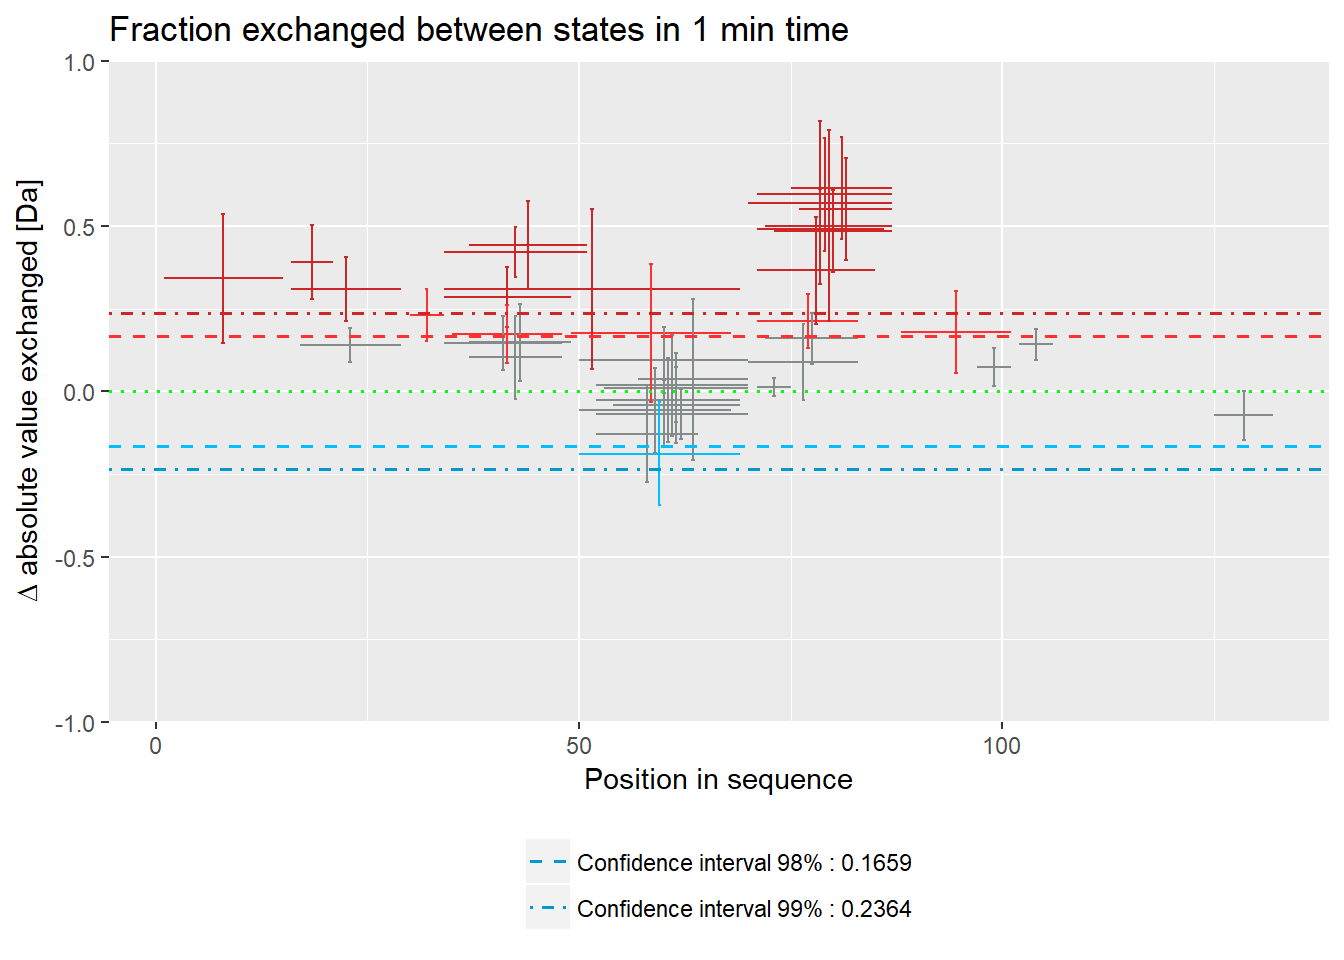 Fraction exchanged between states in 1 min time
1.0
0.5
0.0
-0.5
-1.0
Δ absolute value exchanged [Da]
0
50
100
Position in sequence
Confidence interval 98% : 0.1659
Confidence interval 99% : 0.2364